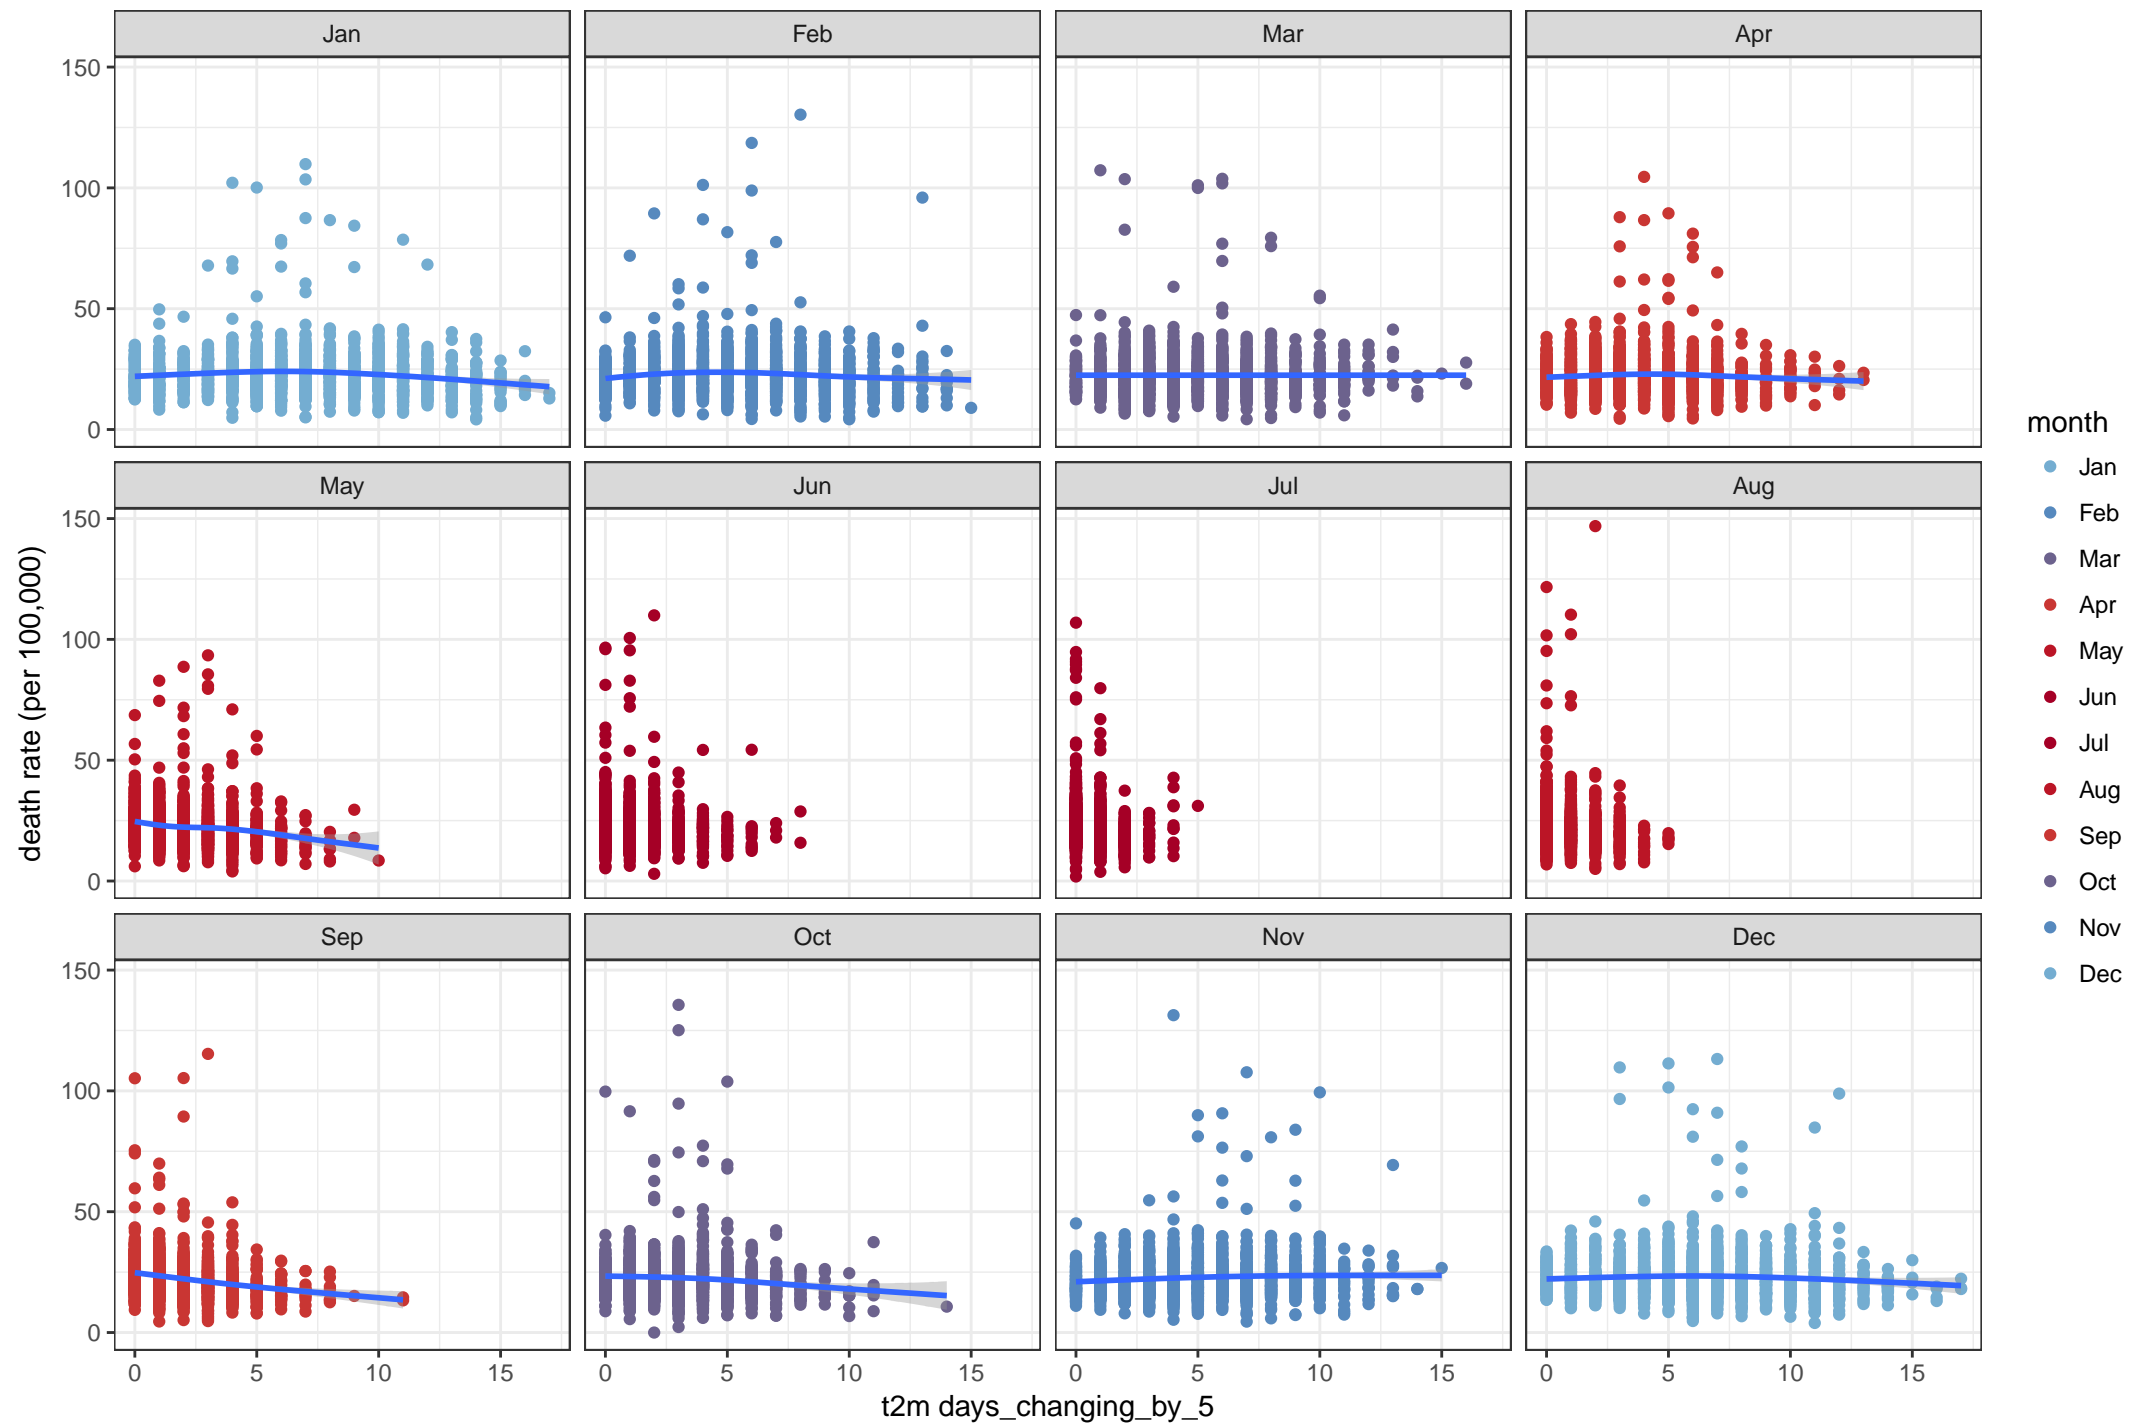 Jan Feb Mar Apr
150
100
50
0
May Jun Jul Aug
150
100
50
0
Sep Oct Nov Dec
150
100
50
0
0 5 10 15 0 5 10 15 0 5 10 15 0 5 10 15
t2m days_changing_by_5
death rate (per 100,000)
month
Jan
Feb
Mar
Apr
May
Jun
Jul
Aug
Sep
Oct
Nov
Dec